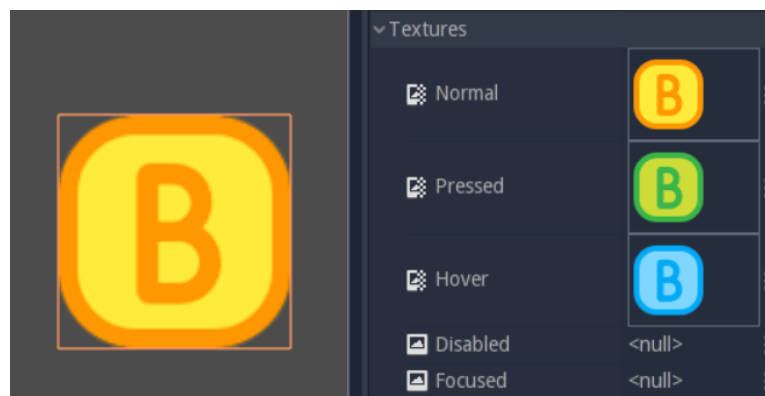 B
Textures
Normal
B
Pressed
B
Hover
B
Disabled <null>
Focused <null>